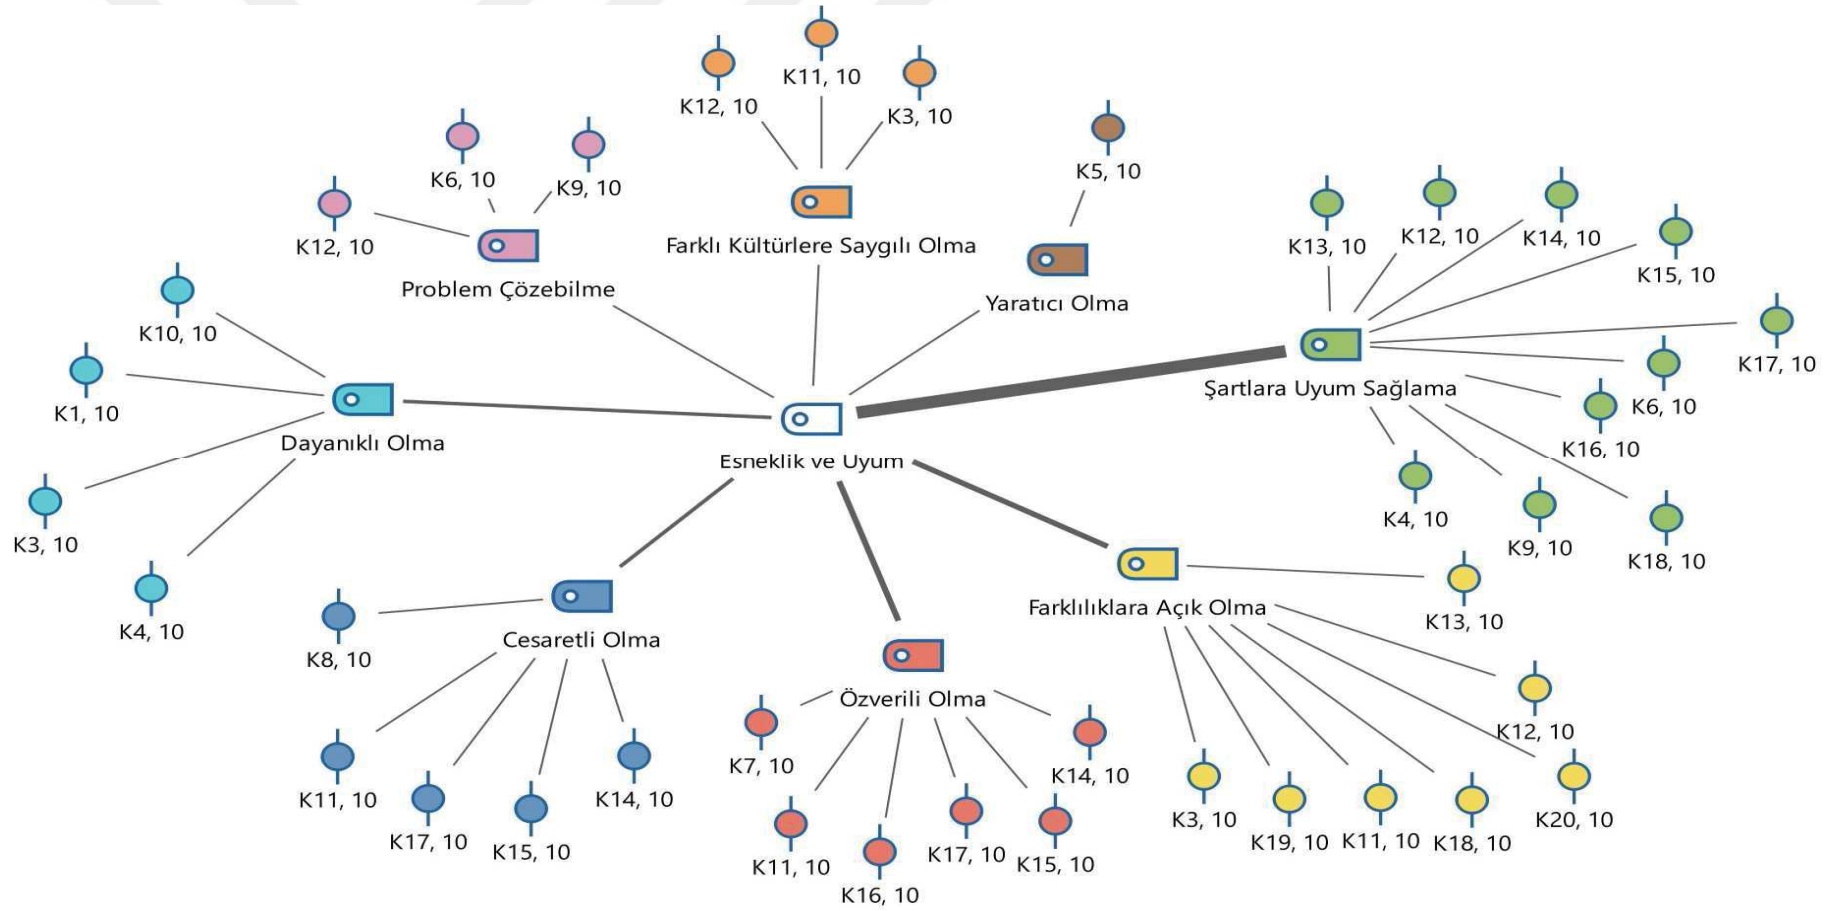 K11, 10
K12, 10
K3, 10
K5, 10
K6, 10
K9, 10
K12, 10
Farklı Kültürlere Saygılı Olma
Problem Çözebilme
Yaratıcı Olma
K13, 10
K12, 10
K14, 10
K15, 10
K17, 10
K6, 10
K16, 10
Şartlara Uyum Sağlama
K4, 10
K9, 10
K18, 10
K10, 10
K1, 10
Dayanıklı Olma
K3, 10
K4, 10
Esneklik ve Uyum
K8, 10
Cesaretli Olma
K11, 10
K17, 10
K15, 10
K14, 10
Özverili Olma
K7, 10
K11, 10
K16, 10
K17, 10
K15, 10
K14, 10
Farklılıklara Açık Olma
K13, 10
K12, 10
K3, 10
K19, 10
K11, 10
K18, 10
K20, 10